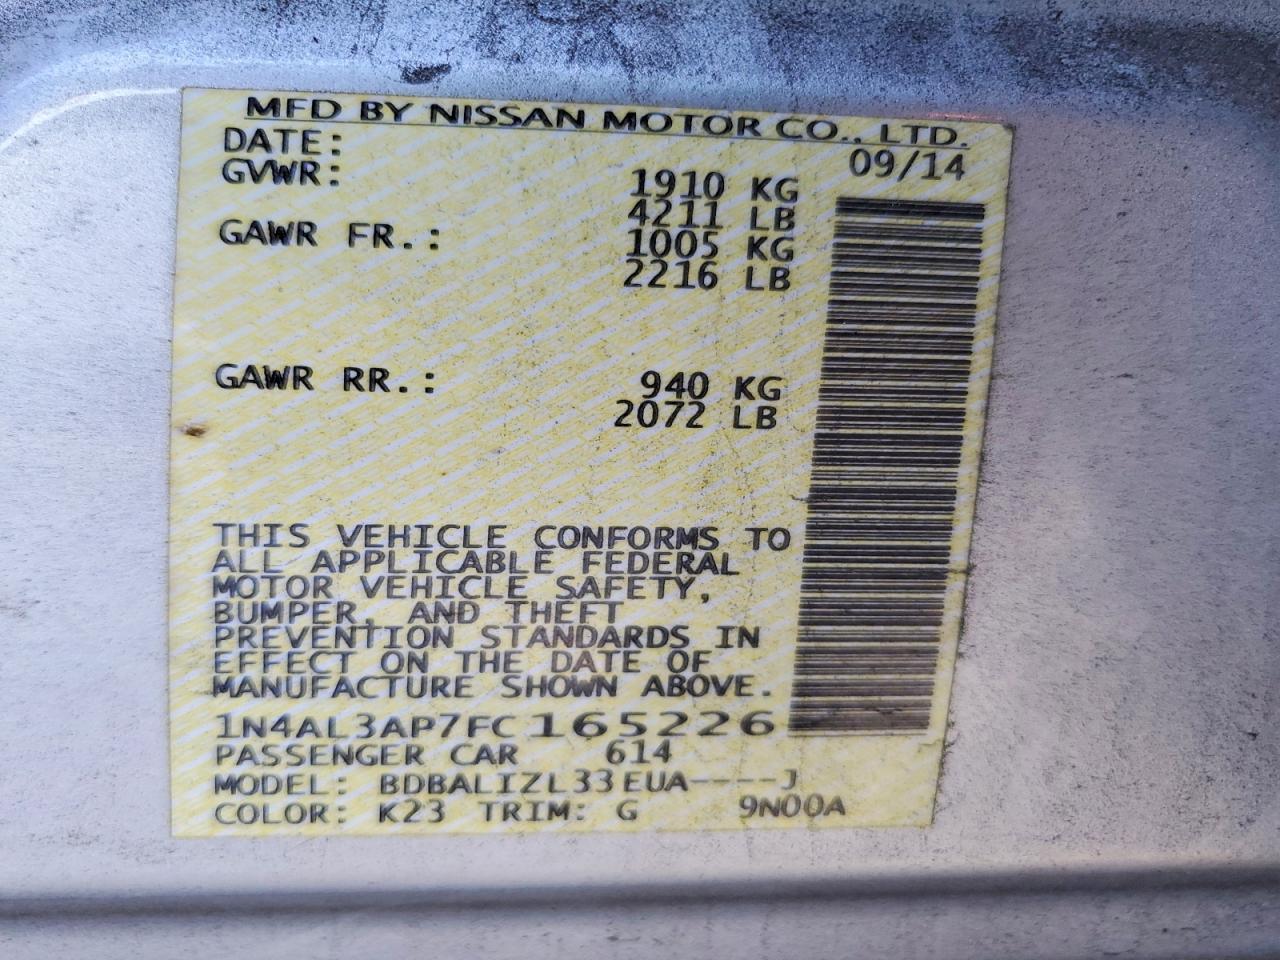 MFD BY NISSAN MOTOR CO., LTD.
DATE: 09/14
GVWR: 1910 KG
4211 LB
GAWR FR.: 1005 KG
2216 LB
GAWR RR.: 940 KG
2072 LB
THIS VEHICLE CONFORMS TO
ALL APPLICABLE FEDERAL
MOTOR VEHICLE SAFETY,
BUMPER, AND THEFT
PREVENTION STANDARDS IN
EFFECT ON THE DATE OF
MANUFACTURE SHOWN ABOVE.
1N4AL3AP7FC165226
PASSENGER CAR 614
MODEL: BDBALIZL33EUA----J
COLOR: K23 TRIM: G 9N00A